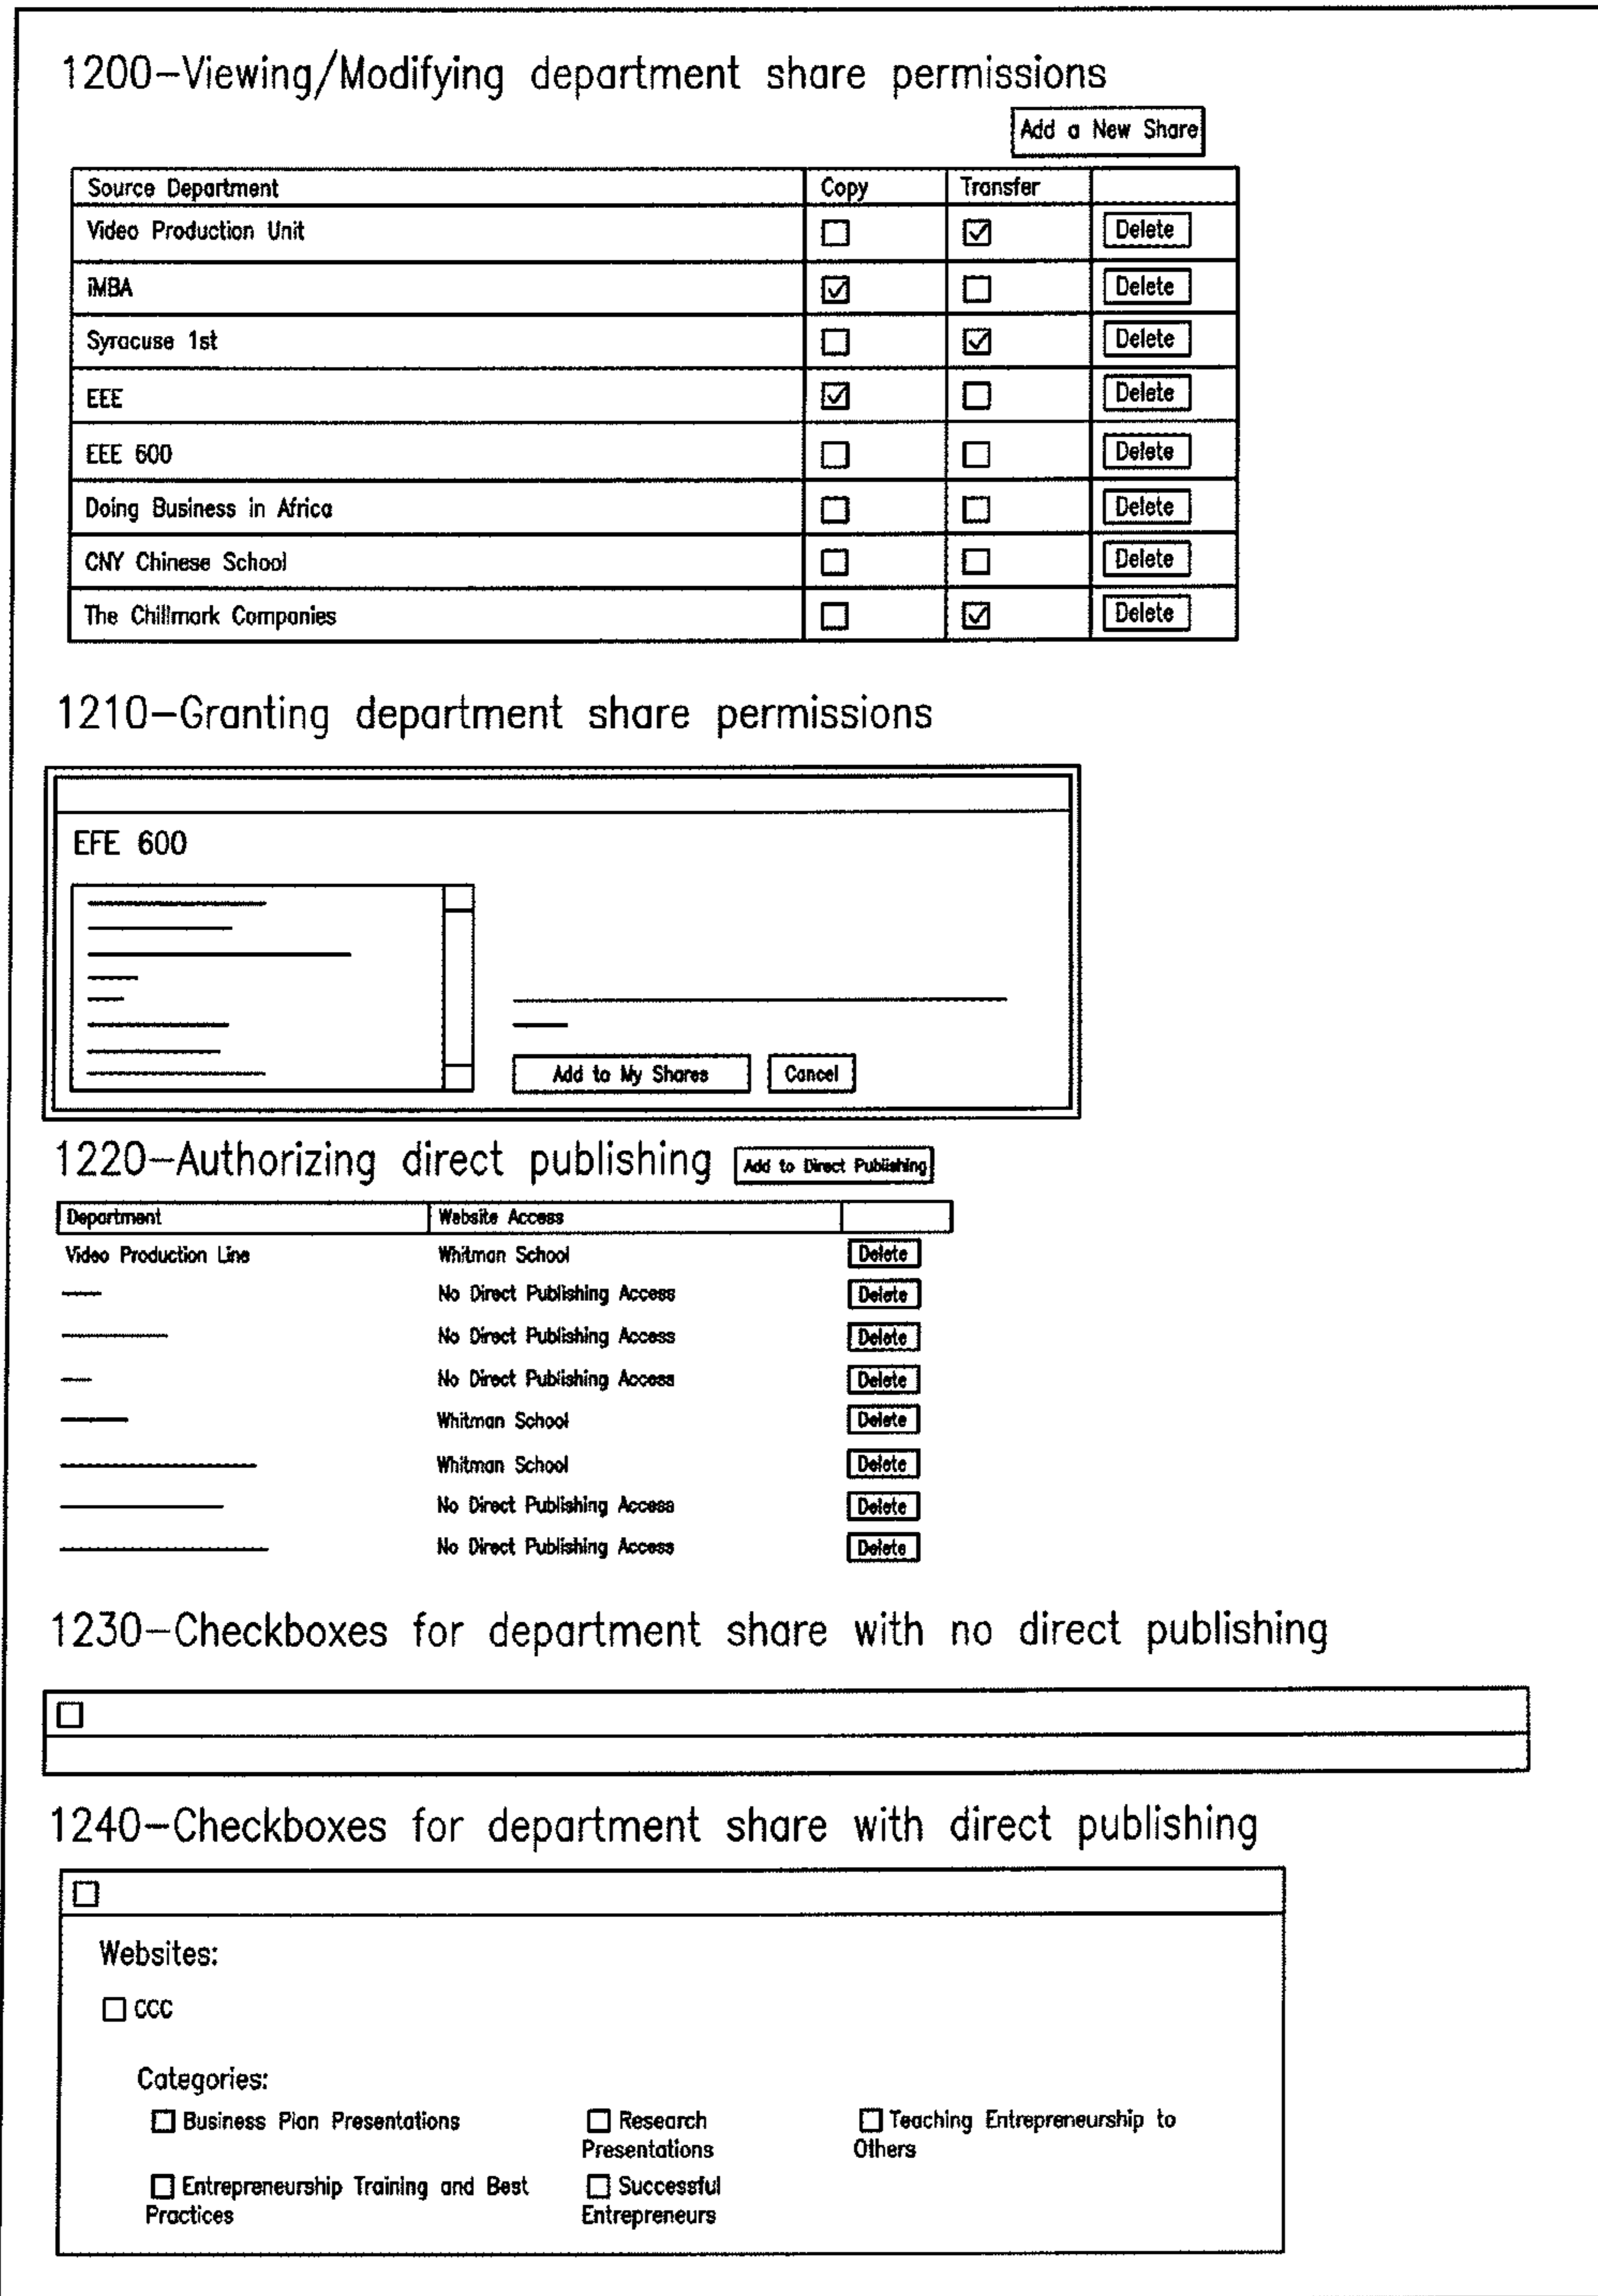 1200-Viewing/Modifying department share permissions
Add a New Share
Source Department Copy Transfer
Video Production Unit Delete
iMBA Delete
Syracuse 1st Delete
EEE Delete
EEE 600 Delete
Doing Business in Africa Delete
CNY Chinese School Delete
The Chillmark Companies Delete
1210-Granting department share permissions
EFE 600
Add to My Shares Cancel
1220-Authorizing direct publishing Add to Direct Publishing
Department Website Access
Video Production Line Whitman School Delete
No Direct Publishing Access Delete
No Direct Publishing Access Delete
No Direct Publishing Access Delete
Whitman School Delete
Whitman School Delete
No Direct Publishing Access Delete
No Direct Publishing Access Delete
1230-Checkboxes for department share with no direct publishing
1240-Checkboxes for department share with direct publishing
Websites:
CCC
Categories:
Business Plan Presentations Research Teaching Entrepreneurship to
Presentations Others
Entrepreneurship Training and Best Successful
Practices Entrepreneurs